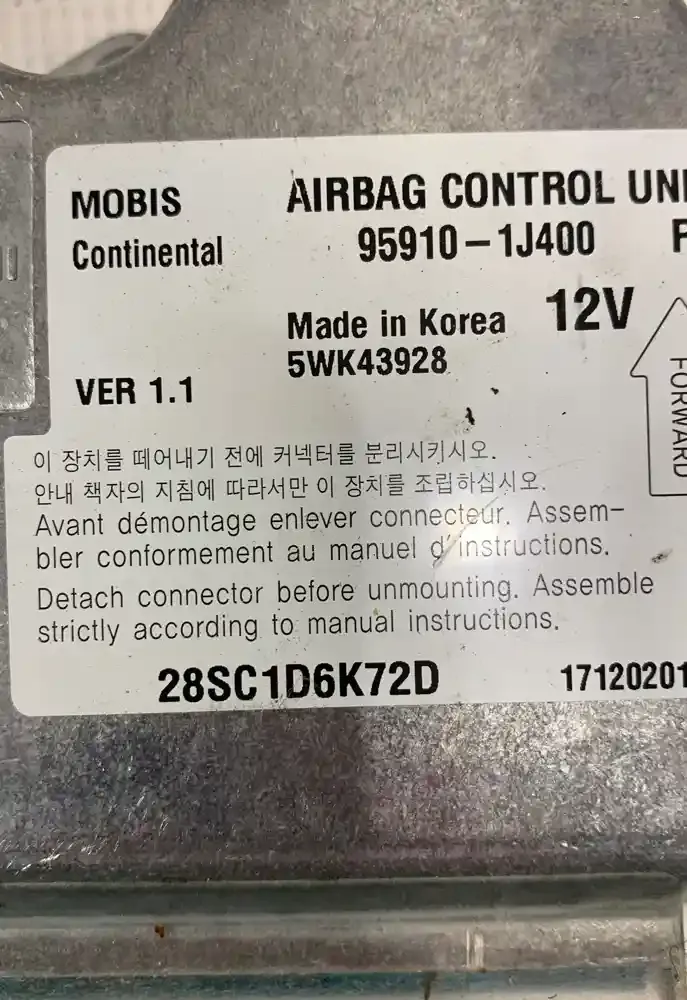 MOBIS
AIRBAG CONTROL
Continental
95910-1J400
Made in Korea
12V
5WK43928
VER 1.1
FORWARD
이 장치를 떼어내기 전에 커넥터를 분리시키시오.
안내 책자의 지침에 따라서만 이 장치를 조립하십시오.
Avant démontage enlever connecteur. Assem-
bler conformement au manuel d'instructions.
Detach connector before unmounting. Assemble
strictly according to manual instructions.
28SC1D6K72D
17120201